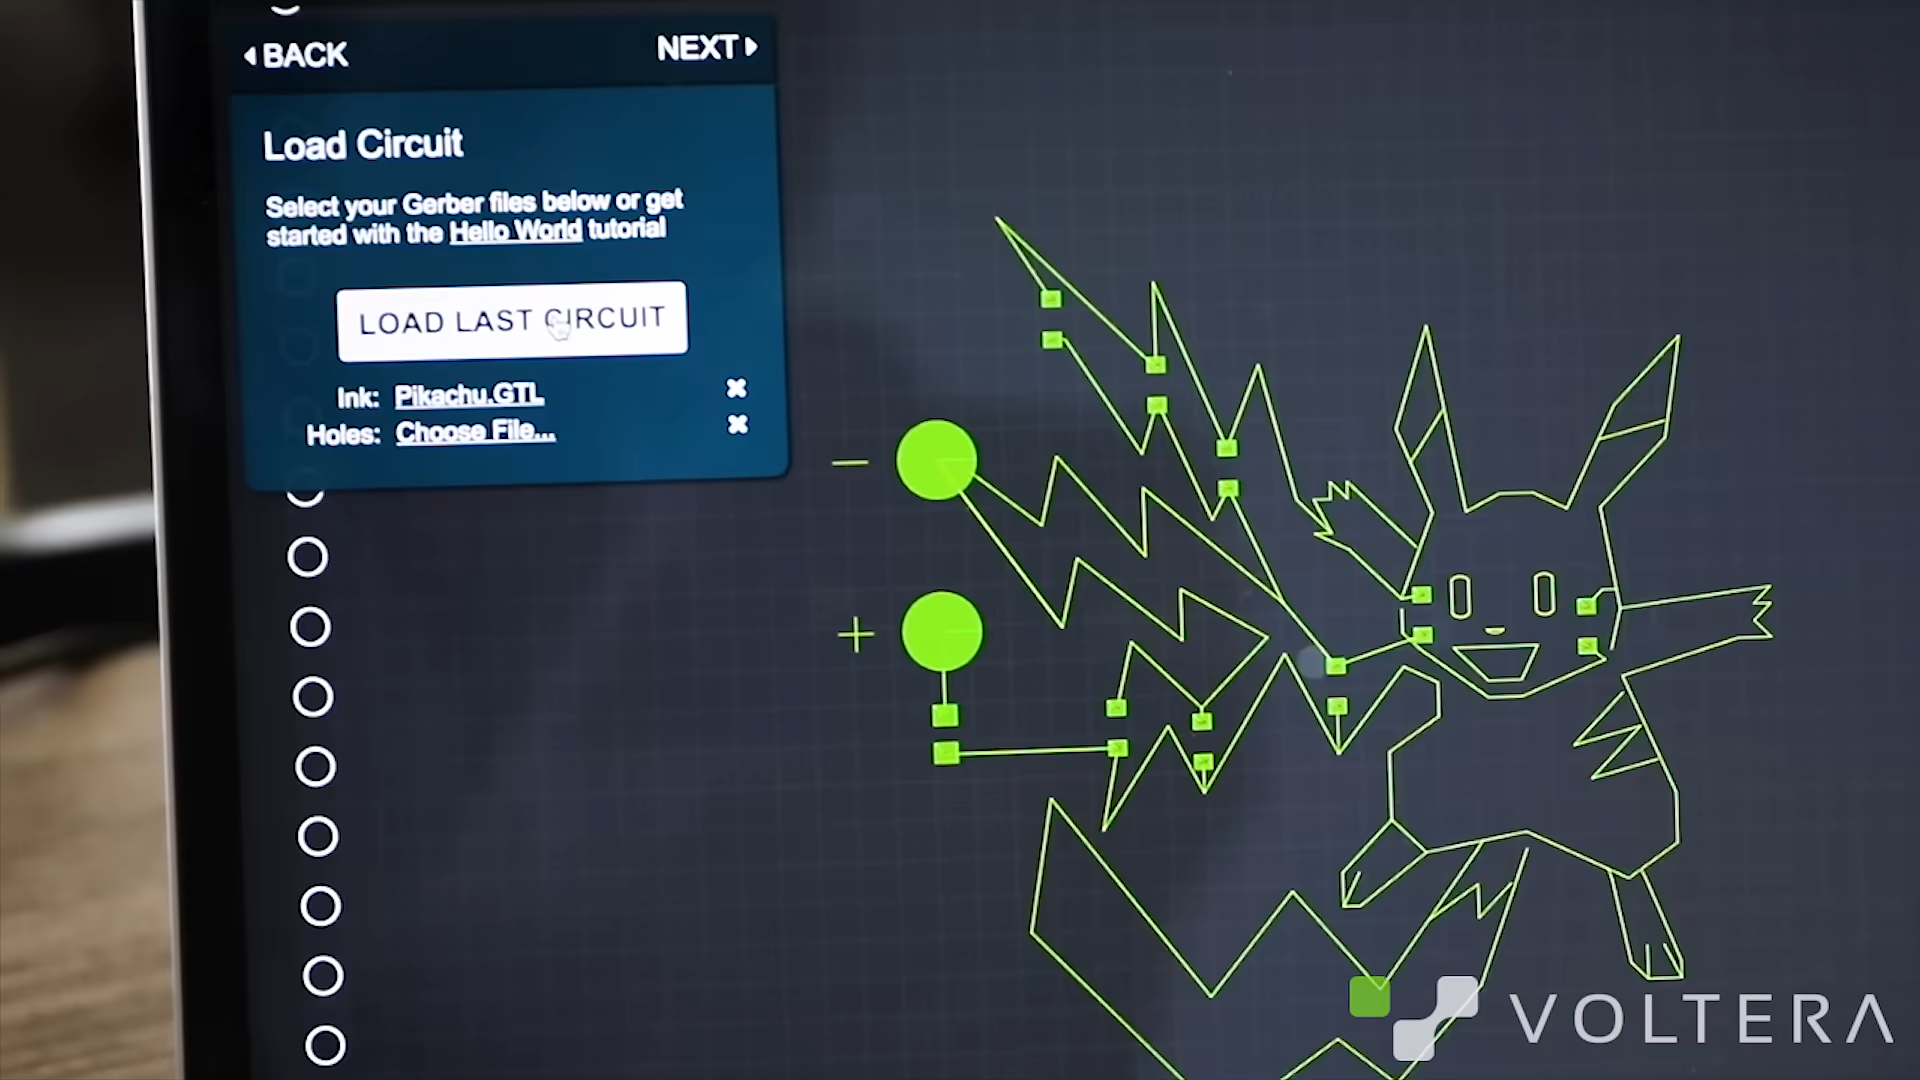 BACK
NEXT
Load Circuit
Select your Gerber files below or get
started with the Hello World tutorial
LOAD LAST CIRCUIT
Ink: Pikachu.GTL
Holes: Choose File...
−
+
VOLTERA